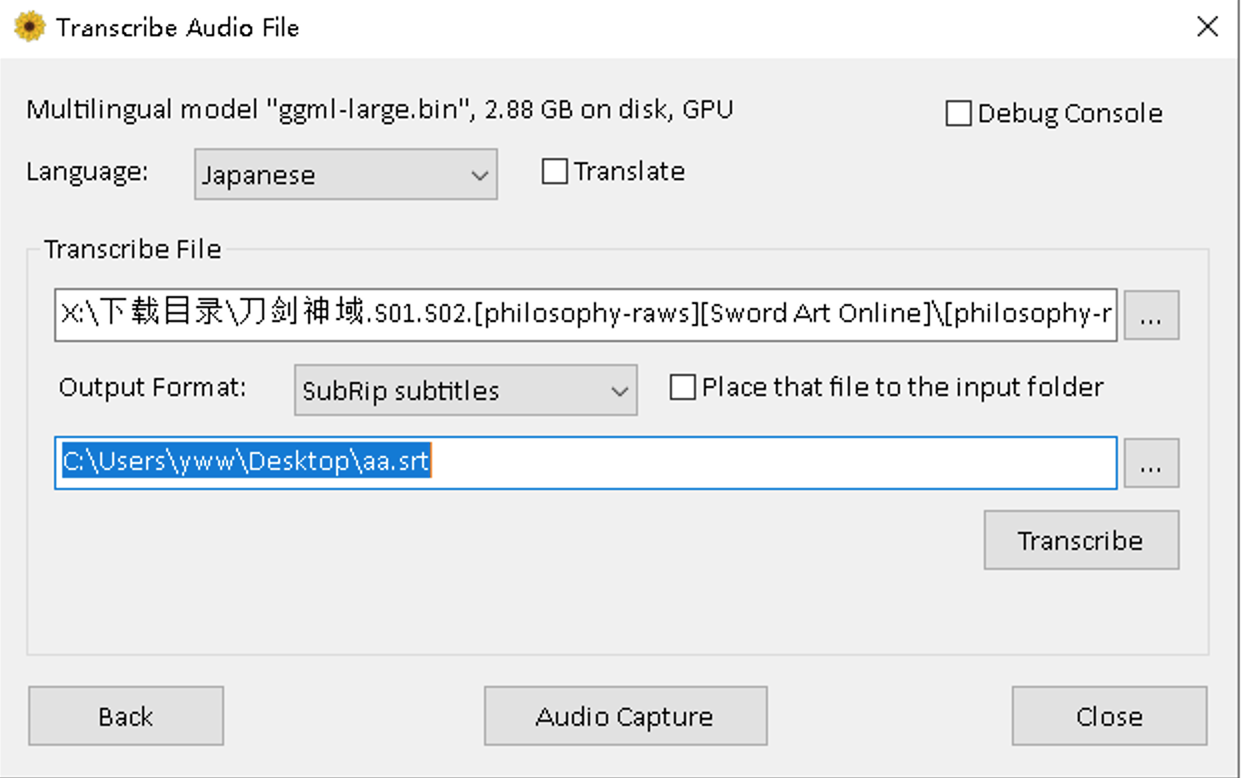 Transcribe Audio File
Multilingual model "ggml-large.bin", 2.88 GB on disk, GPU
Debug Console
Language: Japanese Translate
Transcribe File
X:\下载目录\刀剑神域.S01.S02.[philosophy-raws][Sword Art Online]\[philosophy-r ...
Output Format: SubRip subtitles Place that file to the input folder
C:\Users\yww\Desktop\aa.srt ...
Transcribe
Back Audio Capture Close